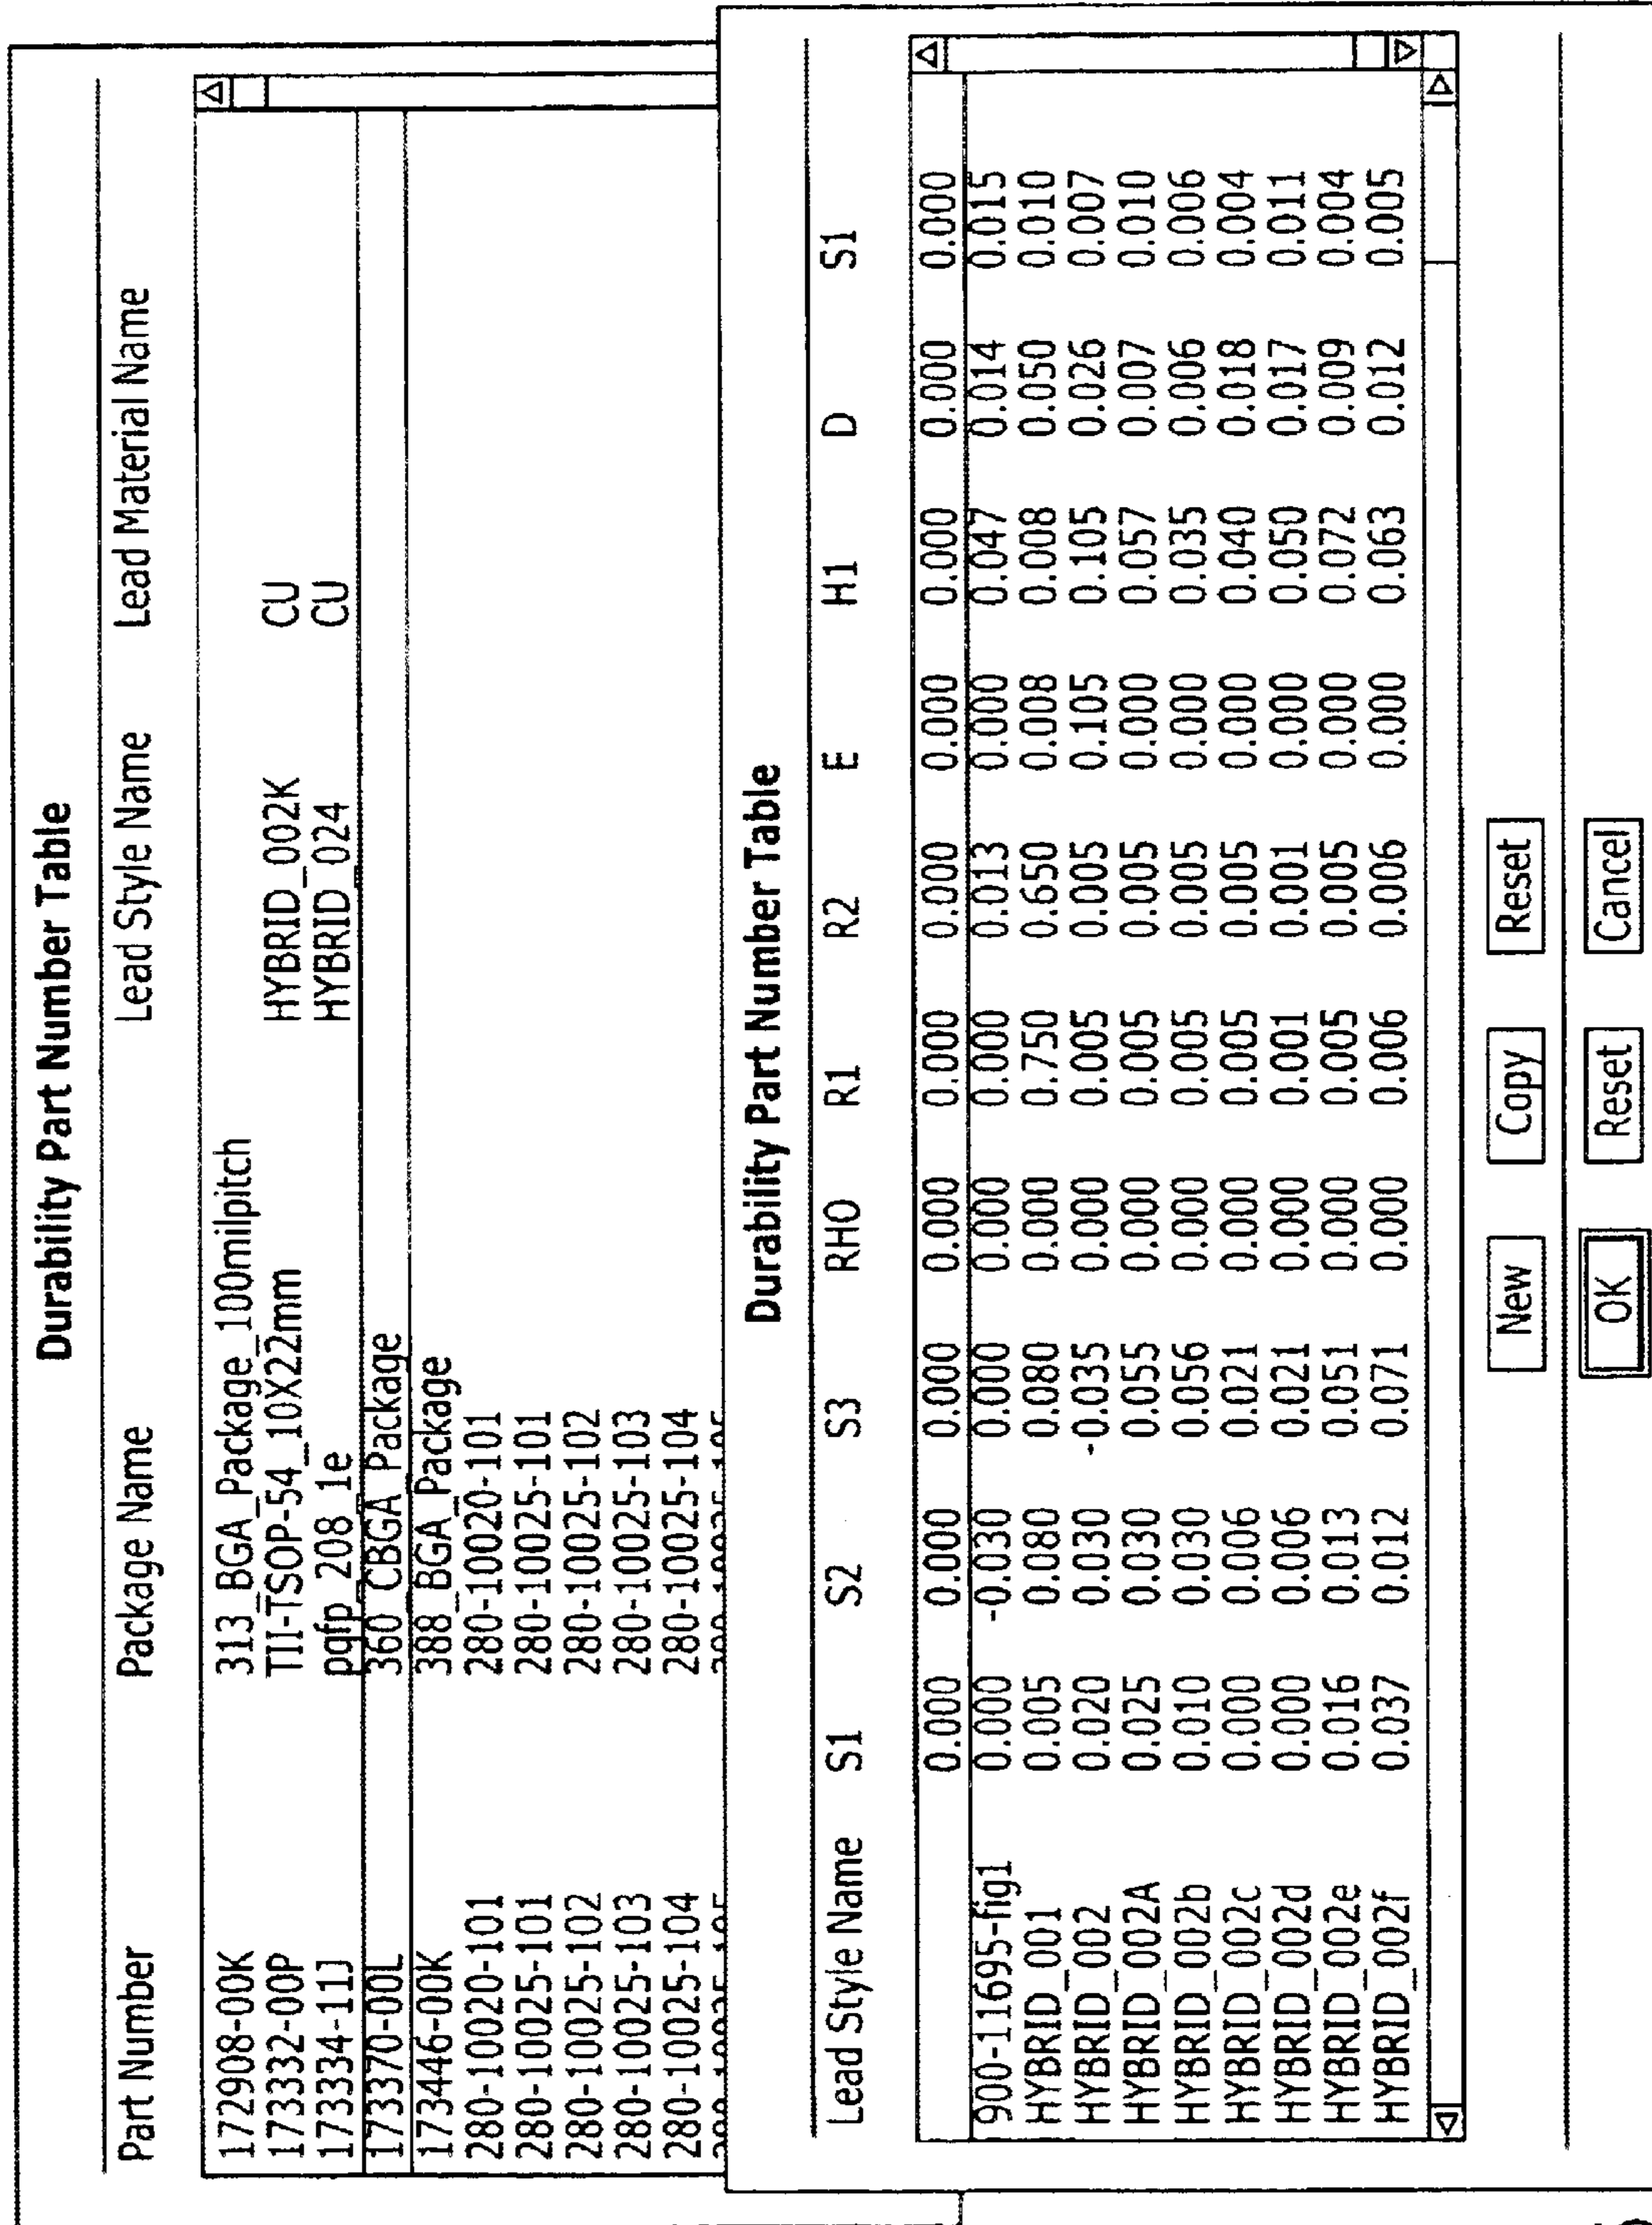 Durability Part Number Table
Part Number Package Name Lead Style Name Lead Material Name
172908-00K 313_BGA_Package_100milpitch
173332-00P TII-TSOP-54_10X22mm HYBRID_002K CU
173334-11J pqfp_208_1e HYBRID_024 CU
173370-00L 360_CBGA_Package
173446-00K 388_BGA_Package
280-10020-101 280-10020-101
280-10025-101 280-10025-101
280-10025-102 280-10025-102
280-10025-103 280-10025-103
280-10025-104 280-10025-104
280-10025-105 280-10025-105
Durability Part Number Table
Lead Style Name S1 S2 S3 RHO R1 R2 E H1 D S1
0.000 0.000 0.000 0.000 0.000 0.000 0.000 0.000 0.000 0.000
900-11695-fig1 0.000 -0.030 0.000 0.000 0.000 0.013 0.000 0.047 0.014 0.015
HYBRID_001 0.005 0.080 0.080 0.000 0.750 0.650 0.008 0.008 0.050 0.010
HYBRID_002 0.020 0.030 -0.035 0.000 0.005 0.005 0.105 0.105 0.026 0.007
HYBRID_002A 0.025 0.030 0.055 0.000 0.005 0.005 0.000 0.057 0.007 0.010
HYBRID_002b 0.010 0.030 0.056 0.000 0.005 0.005 0.000 0.035 0.006 0.006
HYBRID_002c 0.000 0.006 0.021 0.000 0.005 0.005 0.000 0.040 0.018 0.004
HYBRID_002d 0.000 0.006 0.021 0.000 0.001 0.001 0.000 0.050 0.017 0.011
HYBRID_002e 0.016 0.013 0.051 0.000 0.005 0.005 0.000 0.072 0.009 0.004
HYBRID_002f 0.037 0.012 0.071 0.000 0.006 0.006 0.000 0.063 0.012 0.005
New Copy Reset
OK Reset Cancel